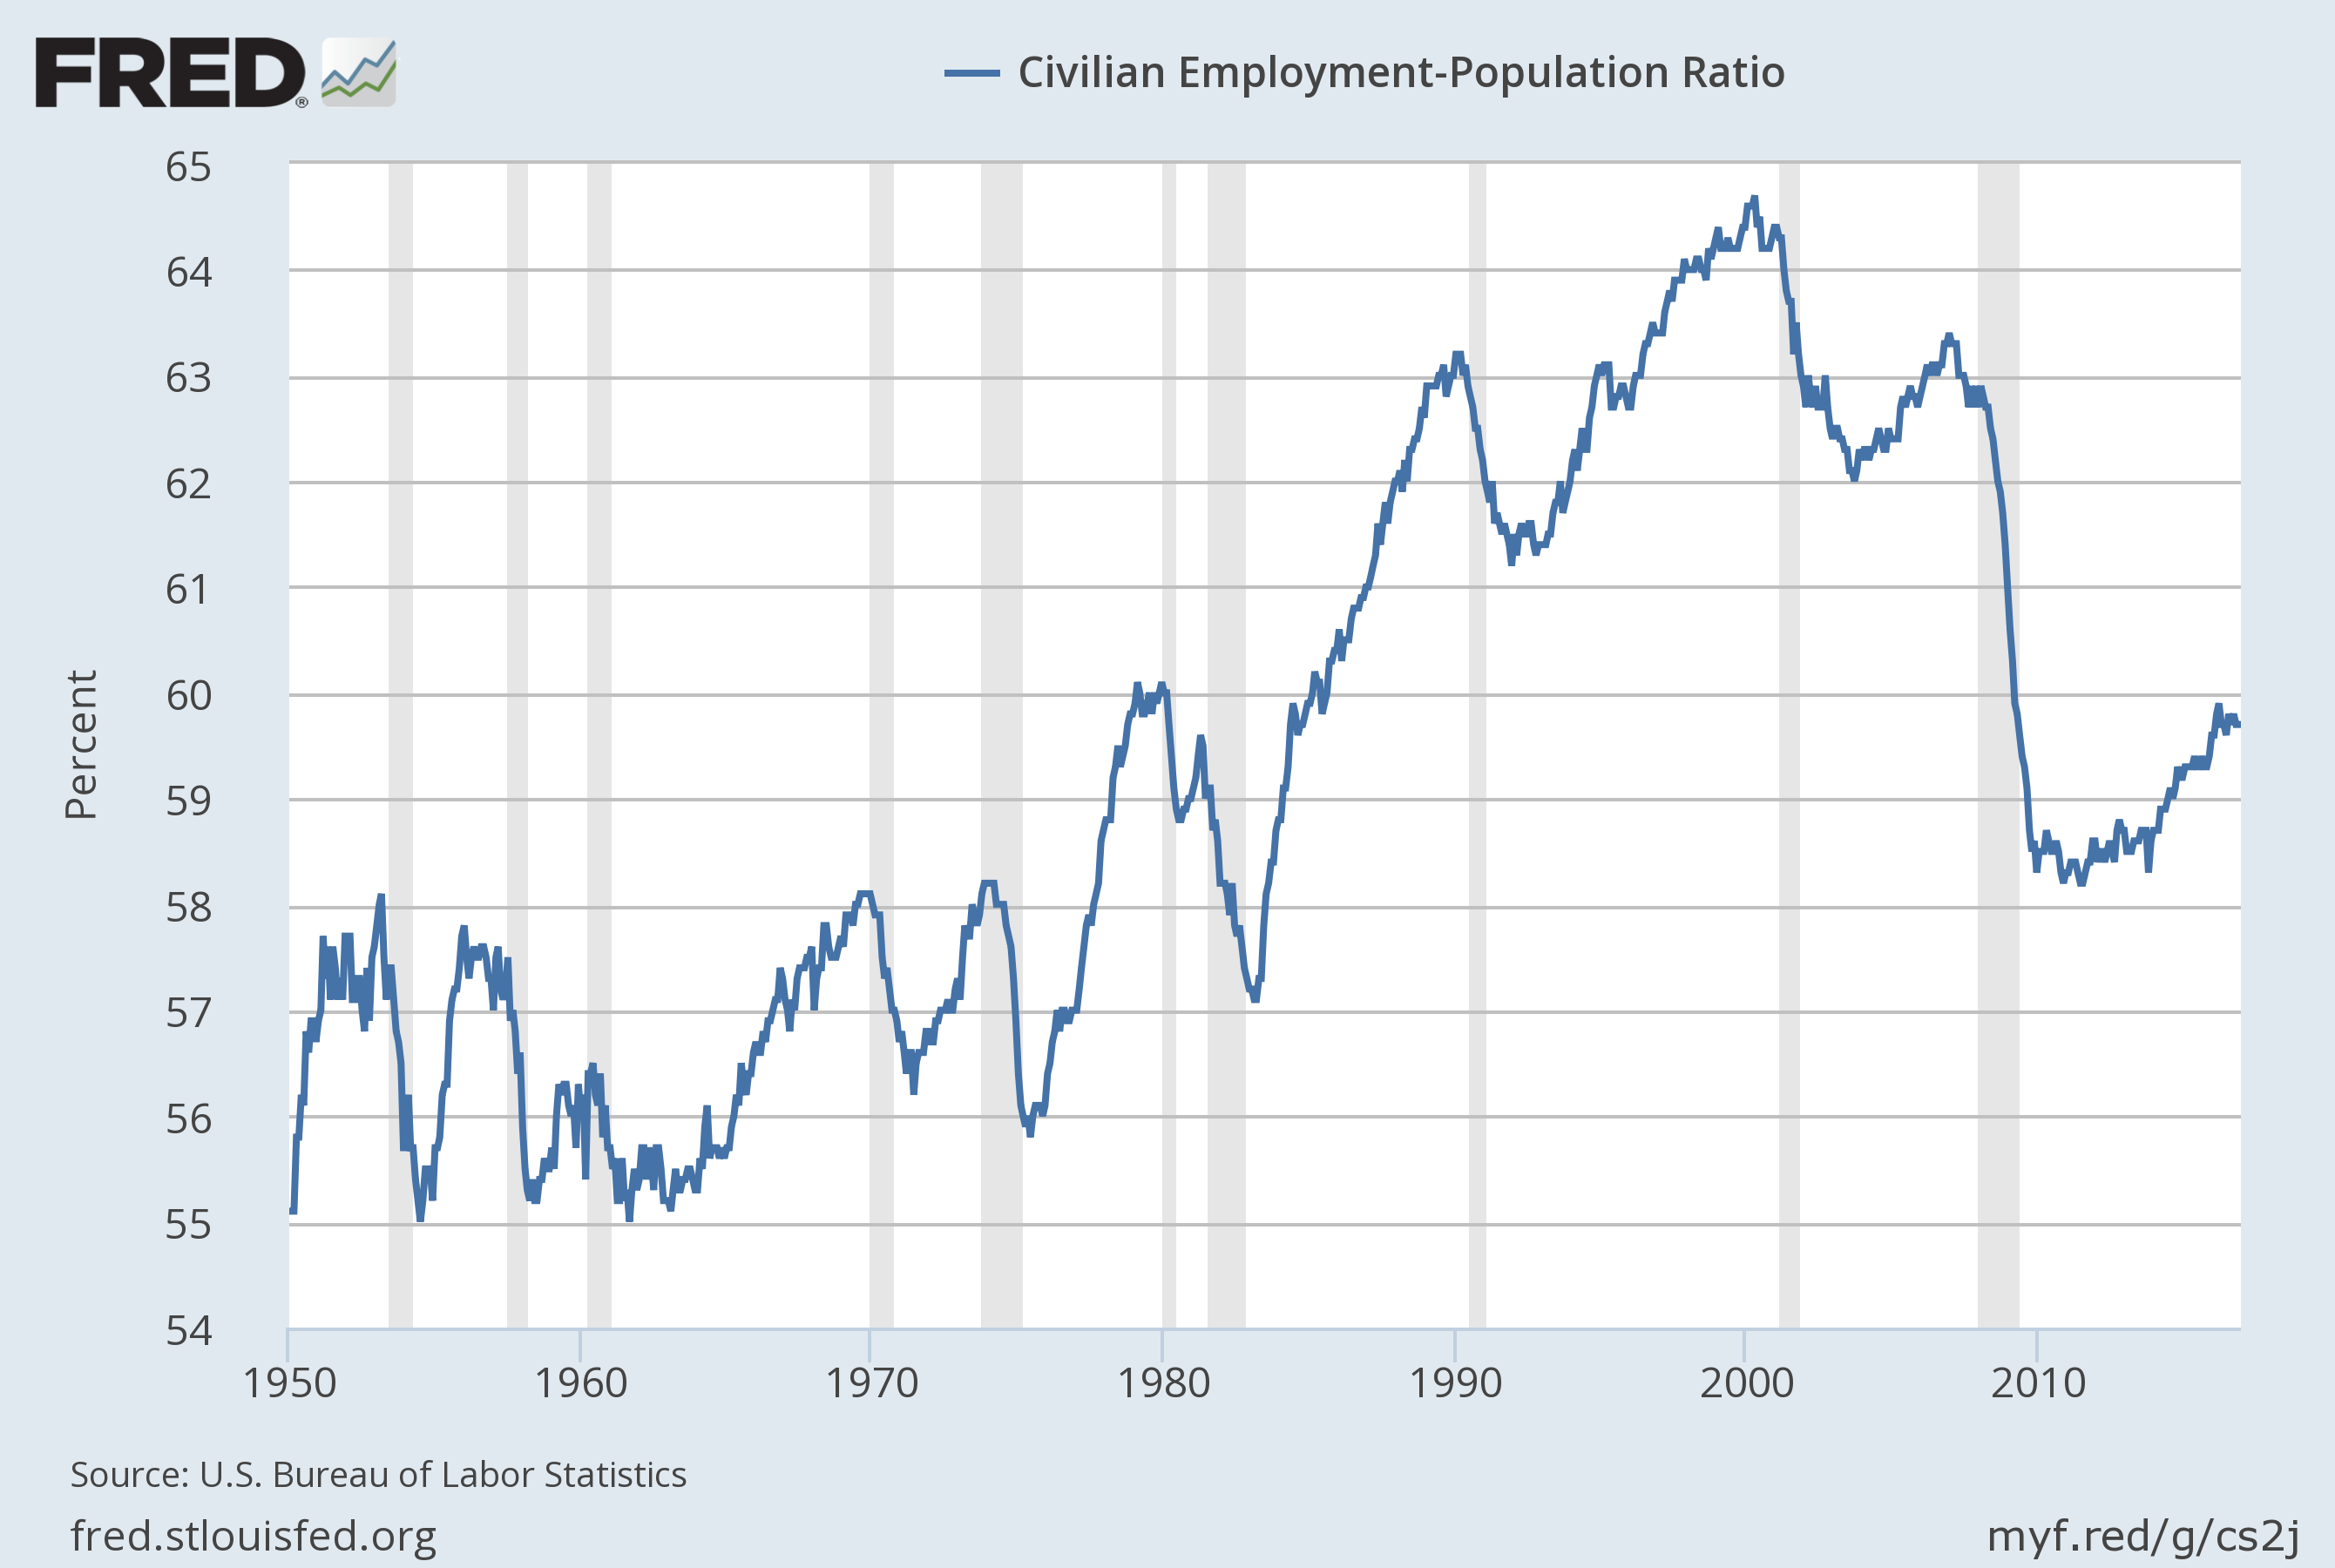 FRED®
Civilian Employment-Population Ratio
65
64
63
62
61
60
59
58
57
56
55
54
Percent
1950 1960 1970 1980 1990 2000 2010
Source: U.S. Bureau of Labor Statistics
fred.stlouisfed.org
myf.red/g/cs2j